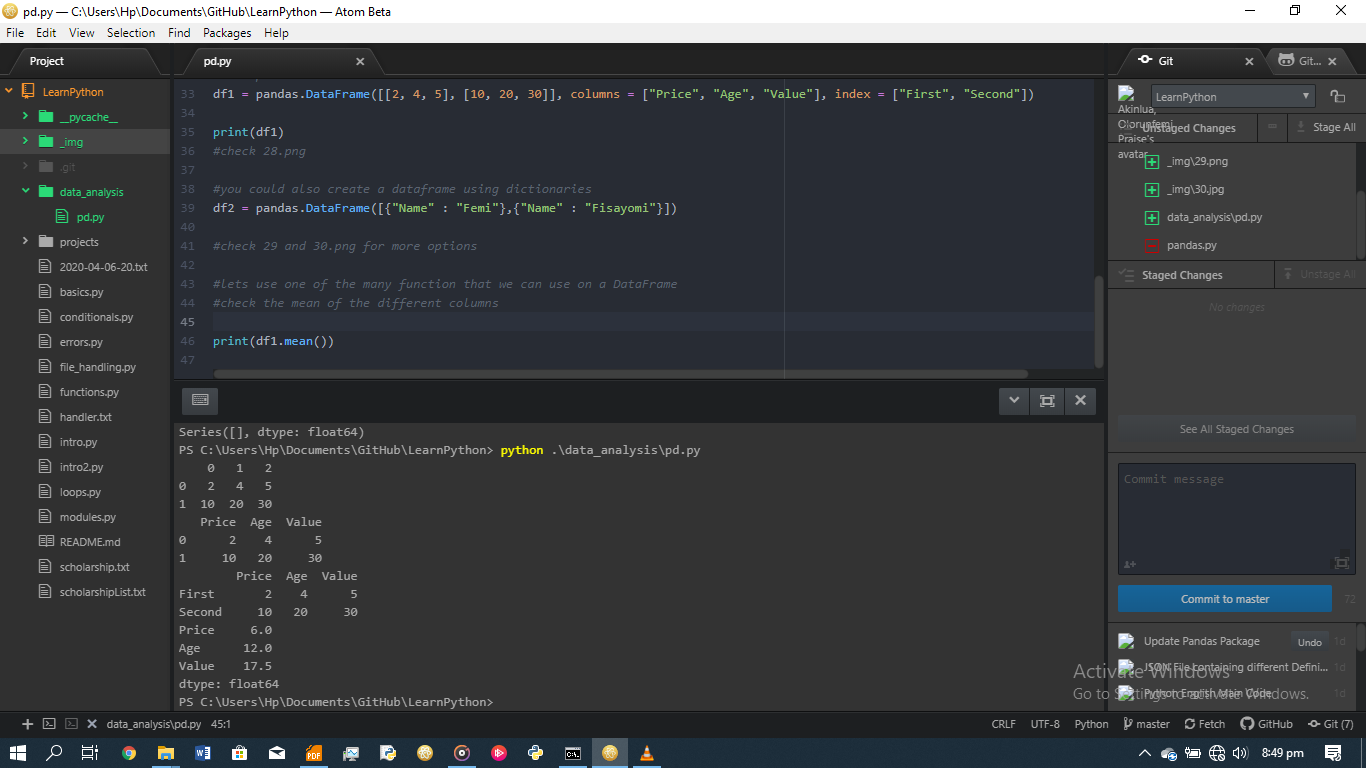 pd.py — C:\Users\Hp\Documents\GitHub\LearnPython — Atom Beta
File Edit View Selection Find Packages Help
Project
LearnPython
__pycache__
_img
.git
data_analysis
pd.py
projects
2020-04-06-20.txt
basics.py
conditionals.py
errors.py
file_handling.py
functions.py
handler.txt
intro.py
intro2.py
loops.py
modules.py
README.md
scholarship.txt
scholarshipList.txt
pd.py
33 df1 = pandas.DataFrame([[2, 4, 5], [10, 20, 30]], columns = ["Price", "Age", "Value"], index = ["First", "Second"])
34
35 print(df1)
36 #check 28.png
37
38 #you could also create a dataframe using dictionaries
39 df2 = pandas.DataFrame([{"Name" : "Femi"},{"Name" : "Fisayomi"}])
40
41 #check 29 and 30.png for more options
42
43 #lets use one of the many function that we can use on a DataFrame
44 #check the mean of the different columns
45
46 print(df1.mean())
47
Series([], dtype: float64)
PS C:\Users\Hp\Documents\GitHub\LearnPython> python .\data_analysis\pd.py
0 1 2
0 2 4 5
1 10 20 30
Price Age Value
0 2 4 5
1 10 20 30
Price Age Value
First 2 4 5
Second 10 20 30
Price 6.0
Age 12.0
Value 17.5
dtype: float64
PS C:\Users\Hp\Documents\GitHub\LearnPython>
Git
Git...
Akinlua, Olorunfemi Praise's avatar
LearnPython
Unstaged Changes
Stage All
_img\29.png
_img\30.jpg
data_analysis\pd.py
pandas.py
Staged Changes
Unstage All
No changes
See All Staged Changes
Commit message
Commit to master
72
Update Pandas Package Undo 1d
JSON File containing different Defini... 1d
Python English Main Code 1d
Activate Windows
Go to Settings to activate Windows.
data_analysis\pd.py 45:1
CRLF UTF-8 Python master Fetch GitHub Git (7)
8:49 pm